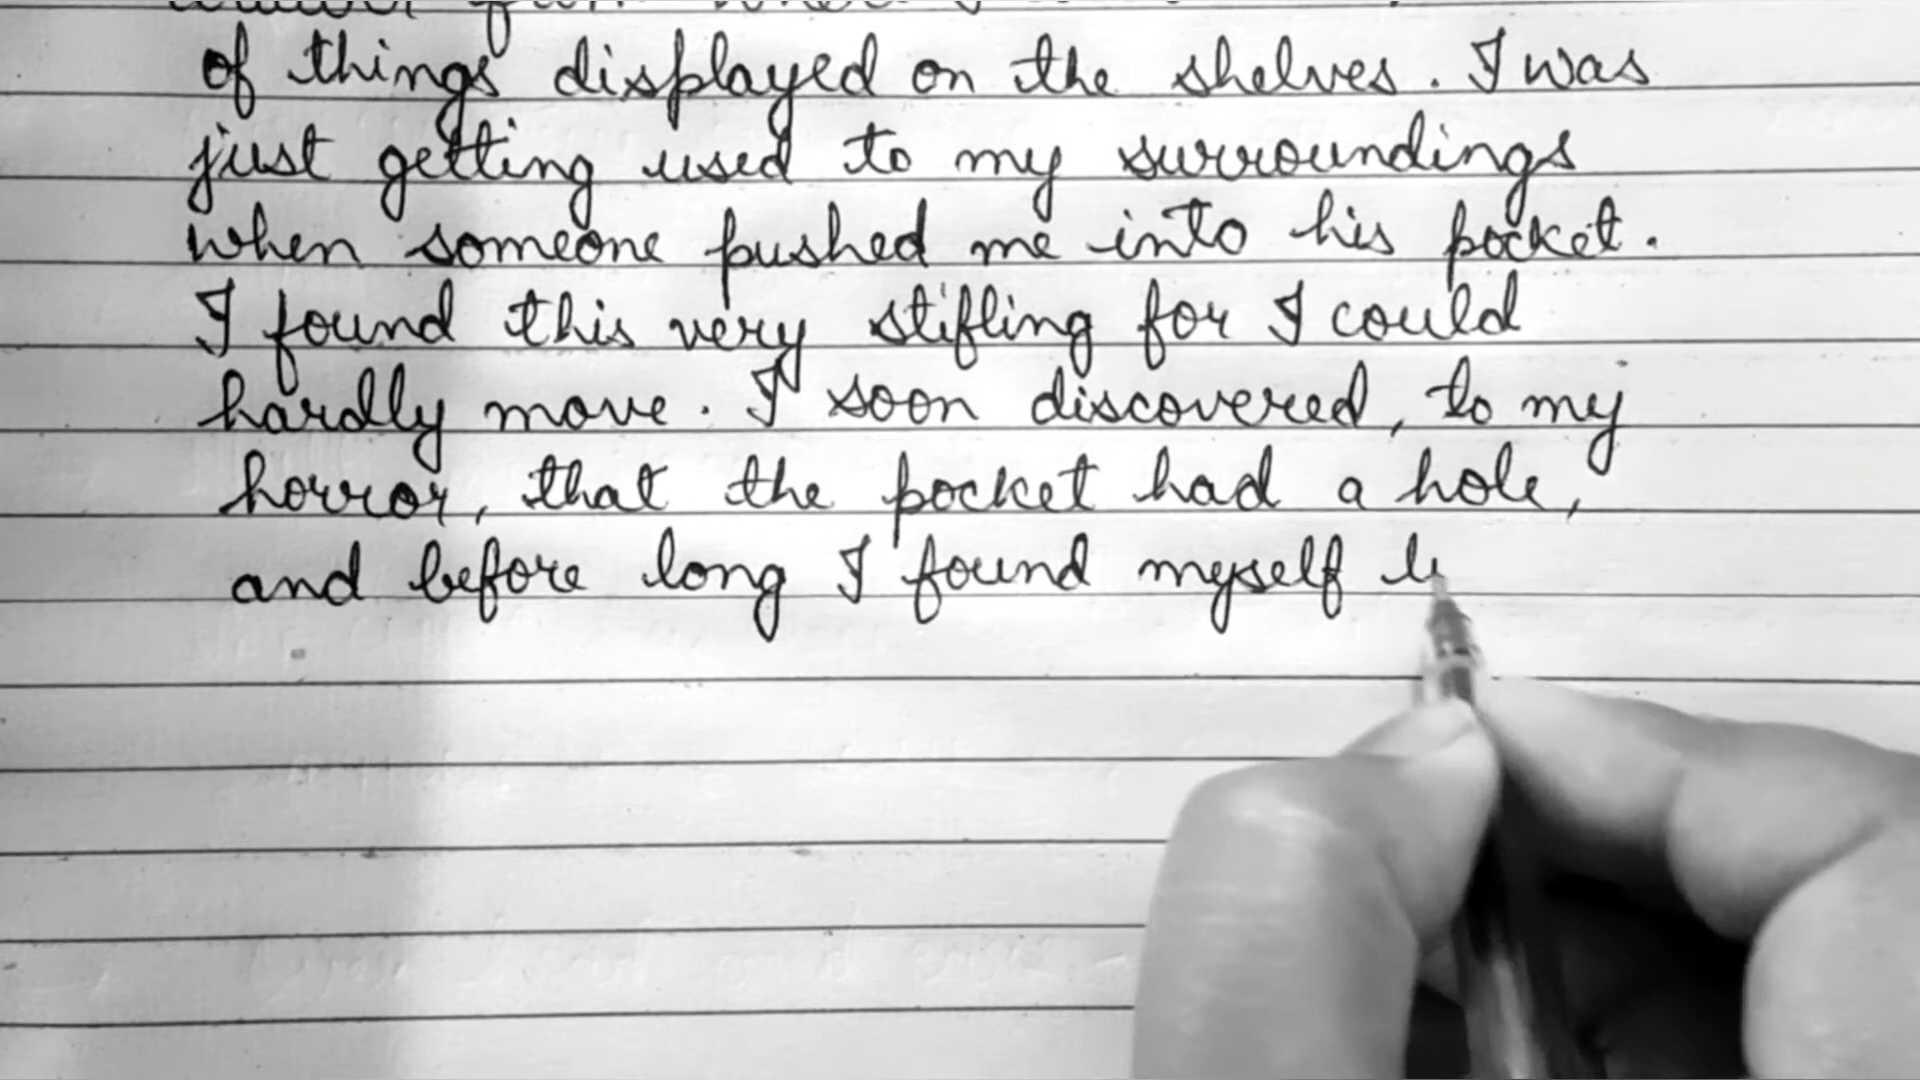 of things displayed on the shelves. I was
just getting used to my surroundings
when someone pushed me into his pocket.
I found this very stifling for I could
hardly move. I soon discovered, to my
horror, that the pocket had a hole,
and before long I found myself